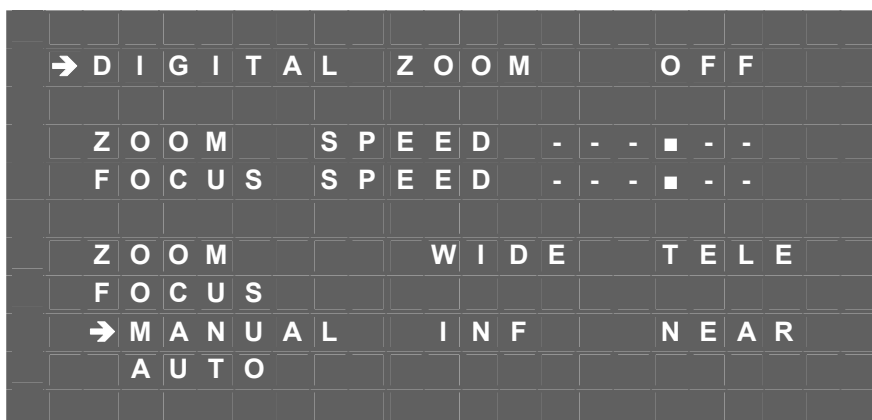 ➔ DIGITAL ZOOM OFF
ZOOM SPEED - - - ■ - -
FOCUS SPEED - - - ■ - -
ZOOM WIDE TELE
FOCUS
➔ MANUAL INF NEAR
AUTO